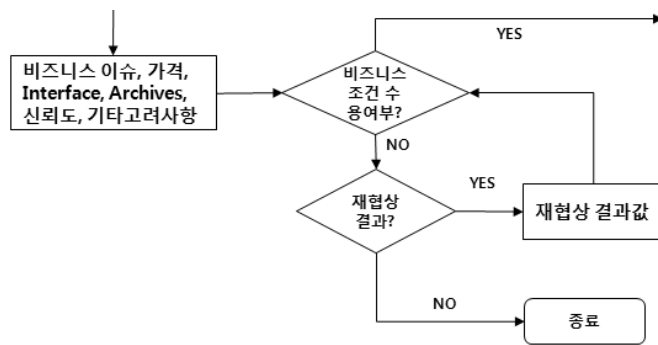 YES
비즈니스 이슈, 가격,
Interface, Archives,
신뢰도, 기타고려사항
비즈니스
조건 수
용여부?
NO
재협상
결과?
YES
재협상 결과값
NO
종료